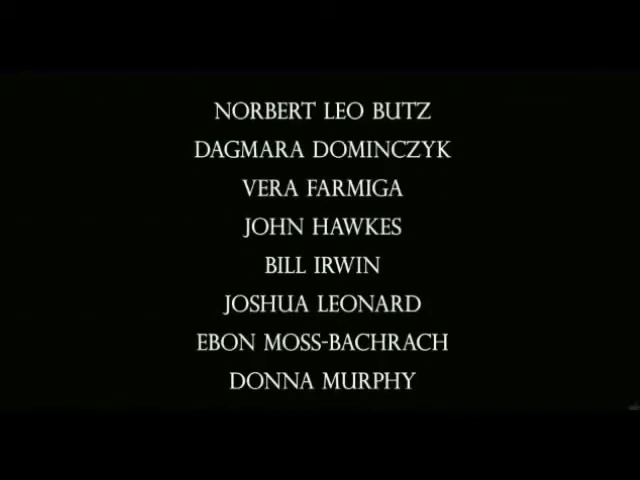 NORBERT LEO BUTZ
DAGMARA DOMINCZYK
VERA FARMIGA
JOHN HAWKES
BILL IRWIN
JOSHUA LEONARD
EBON MOSS-BACHRACH
DONNA MURPHY